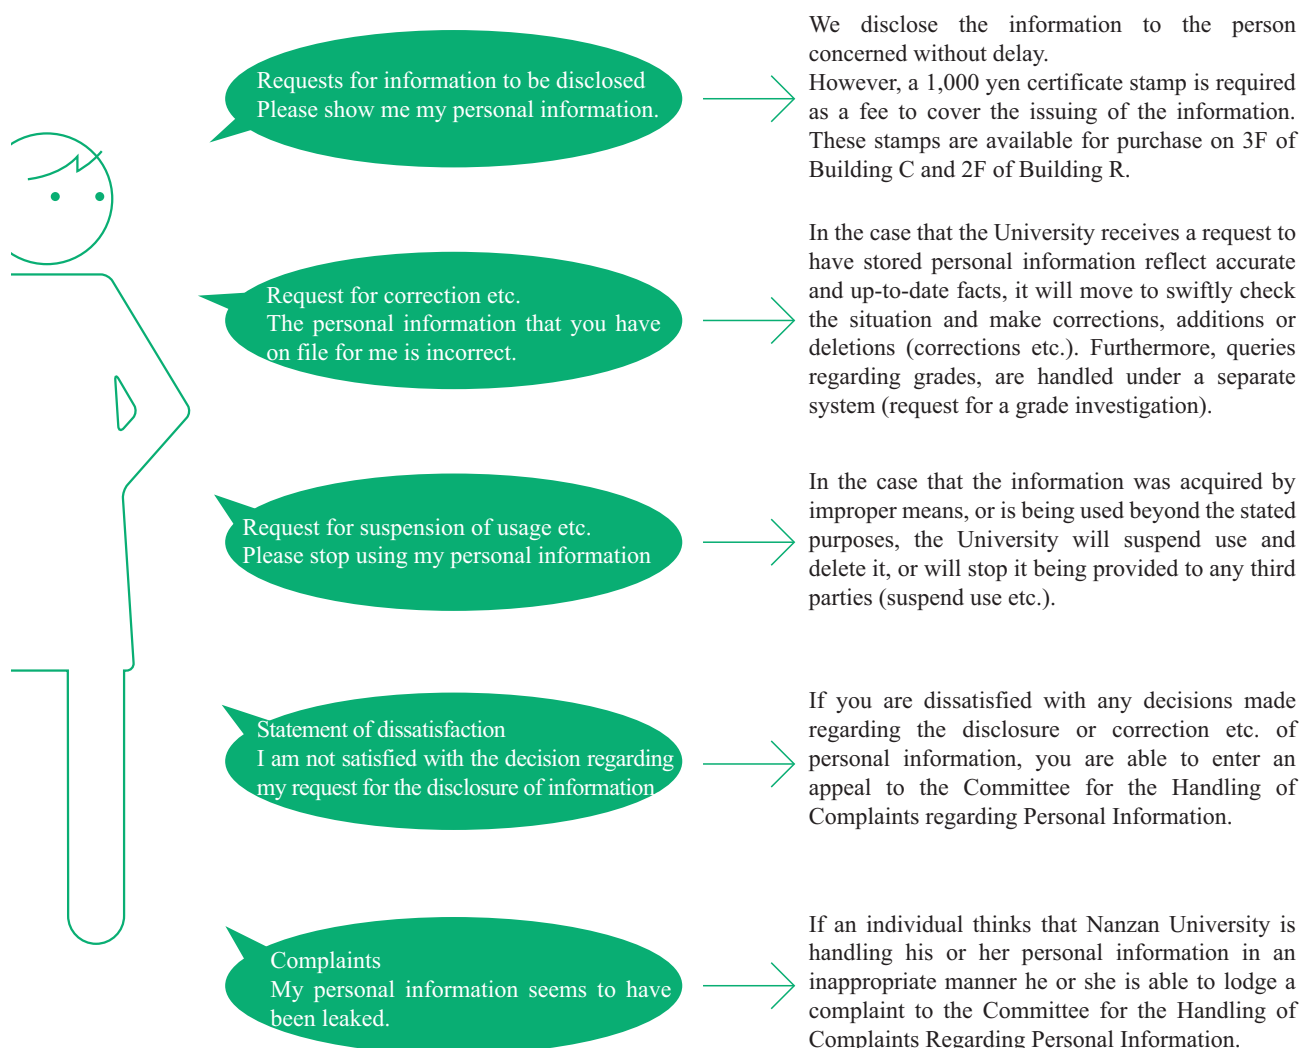 Requests for information to be disclosed
Please show me my personal information.
We disclose the information to the person
concerned without delay.
However, a 1,000 yen certificate stamp is required
as a fee to cover the issuing of the information.
These stamps are available for purchase on 3F of
Building C and 2F of Building R.
Request for correction etc.
The personal information that you have
on file for me is incorrect.
In the case that the University receives a request to
have stored personal information reflect accurate
and up-to-date facts, it will move to swiftly check
the situation and make corrections, additions or
deletions (corrections etc.). Furthermore, queries
regarding grades, are handled under a separate
system (request for a grade investigation).
Request for suspension of usage etc.
Please stop using my personal information
In the case that the information was acquired by
improper means, or is being used beyond the stated
purposes, the University will suspend use and
delete it, or will stop it being provided to any third
parties (suspend use etc.).
Statement of dissatisfaction
I am not satisfied with the decision regarding
my request for the disclosure of information
If you are dissatisfied with any decisions made
regarding the disclosure or correction etc. of
personal information, you are able to enter an
appeal to the Committee for the Handling of
Complaints regarding Personal Information.
Complaints
My personal information seems to have
been leaked.
If an individual thinks that Nanzan University is
handling his or her personal information in an
inappropriate manner he or she is able to lodge a
complaint to the Committee for the Handling of
Complaints Regarding Personal Information.